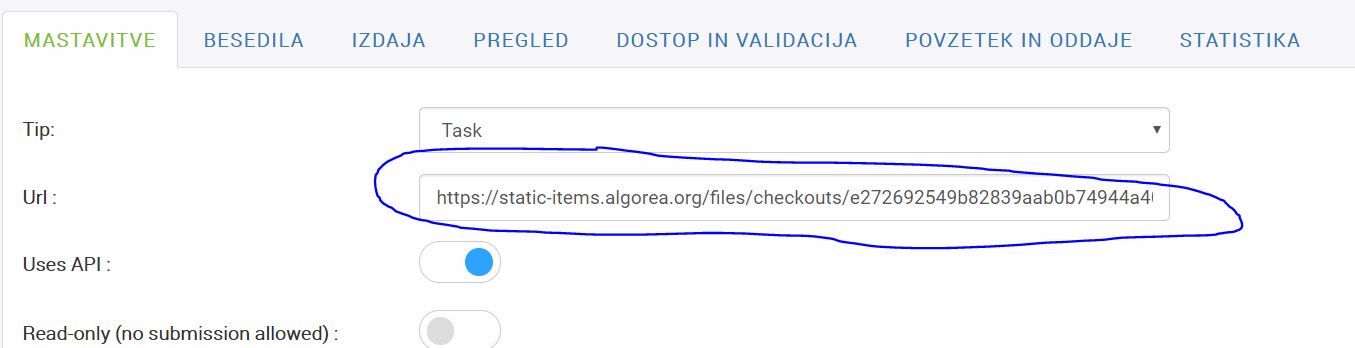 MASTAVITVE BESEDILA IZDAJA PREGLED DOSTOP IN VALIDACIJA POVZETEK IN ODDAJE STATISTIKA
Tip: Task
Url : https://static-items.algorea.org/files/checkouts/e272692549b82839aab0b74944a4
Uses API :
Read-only (no submission allowed) :